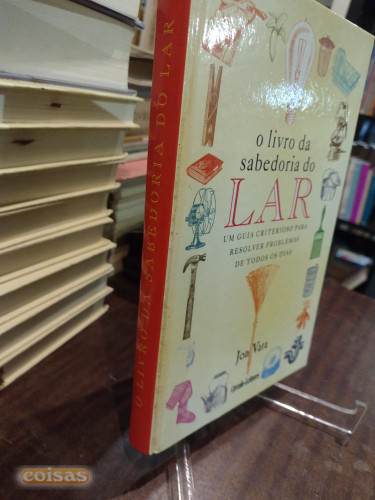 O LIVRO DA SABEDORIA DO LAR
o livro da
sabedoria do
LAR
UM GUIA CRITERIOSO PARA
RESOLVER PROBLEMAS
DE TODOS OS DIAS
Vara
coisas